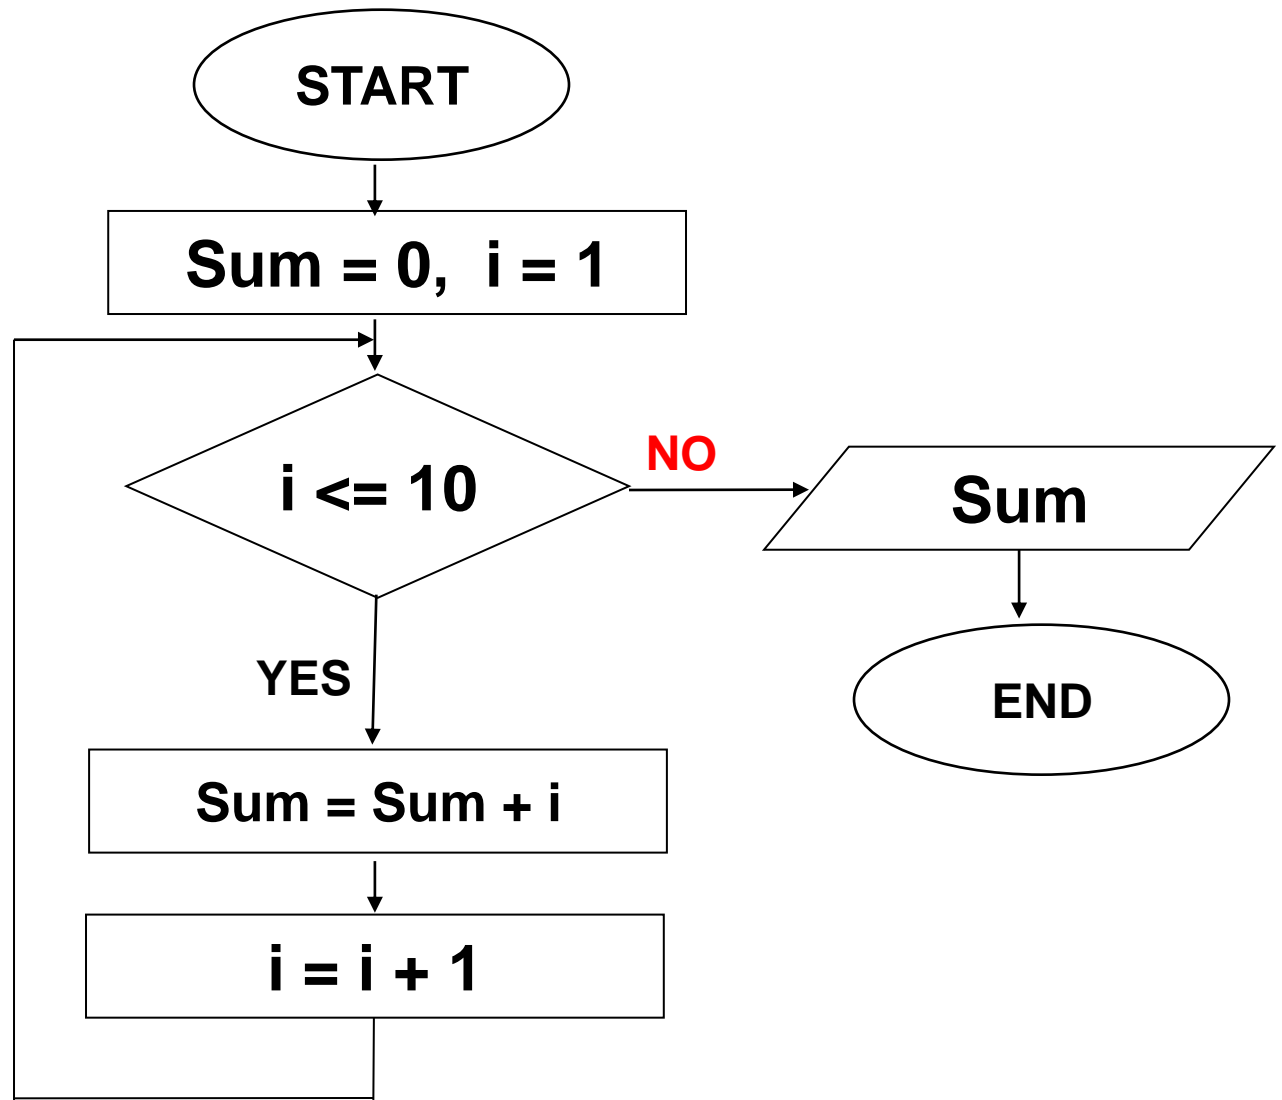 START
Sum = 0,  i = 1
i <= 10
NO
Sum
YES
END
Sum = Sum + i
i = i + 1